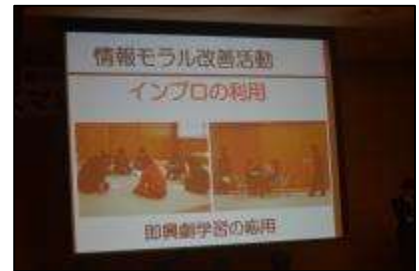 情報モラル改善活動
インプロの利用
即興劇学習の応用